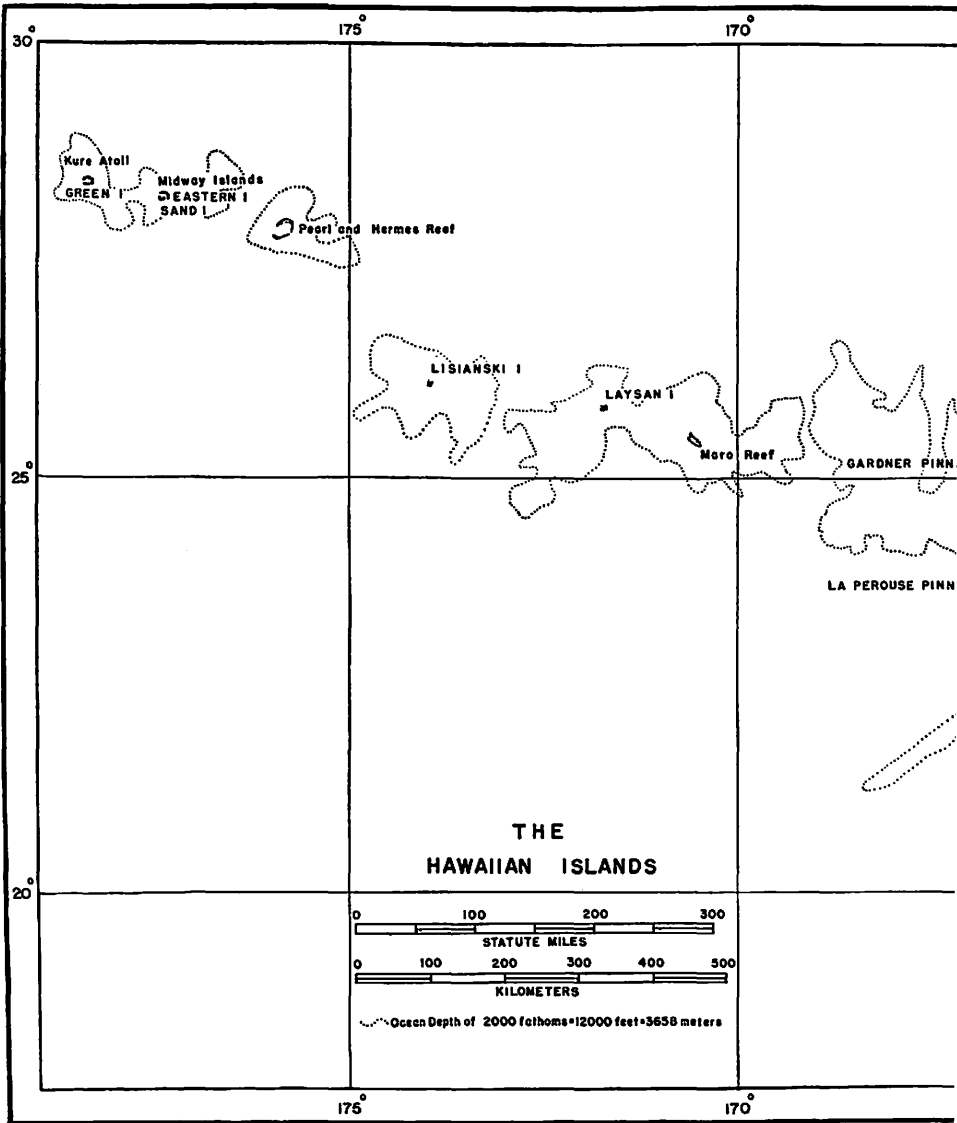 175°
170°
30°
Kure Atoll
GREEN I
Midway Islands
EASTERN I
SAND I
Pearl and Hermes Reef
LISIANSKI I
LAYSAN I
Maro Reef
GARDNER PINN
25°
LA PEROUSE PINN
THE
HAWAIIAN ISLANDS
20°
0 100 200 300
STATUTE MILES
0 100 200 300 400 500
KILOMETERS
Ocean Depth of 2000 fathoms=12000 feet=3658 meters
175°
170°